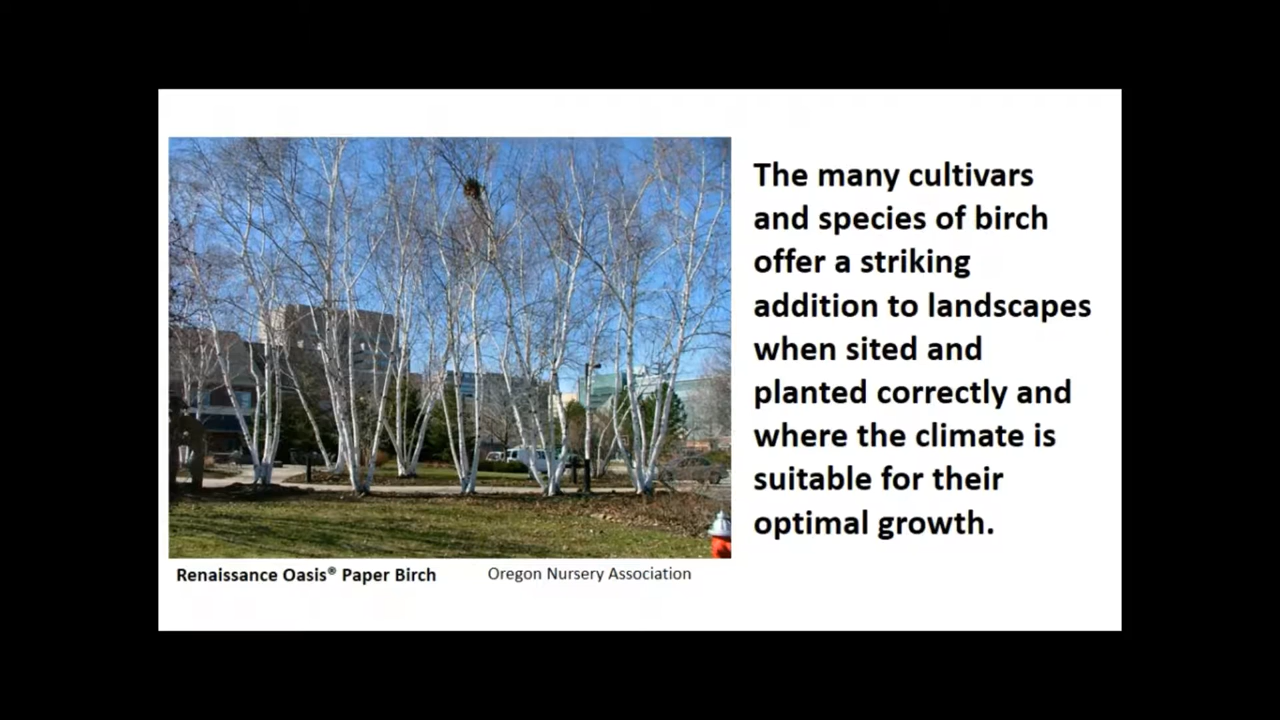 The many cultivars
and species of birch
offer a striking
addition to landscapes
when sited and
planted correctly and
where the climate is
suitable for their
optimal growth.
Renaissance Oasis® Paper Birch
Oregon Nursery Association